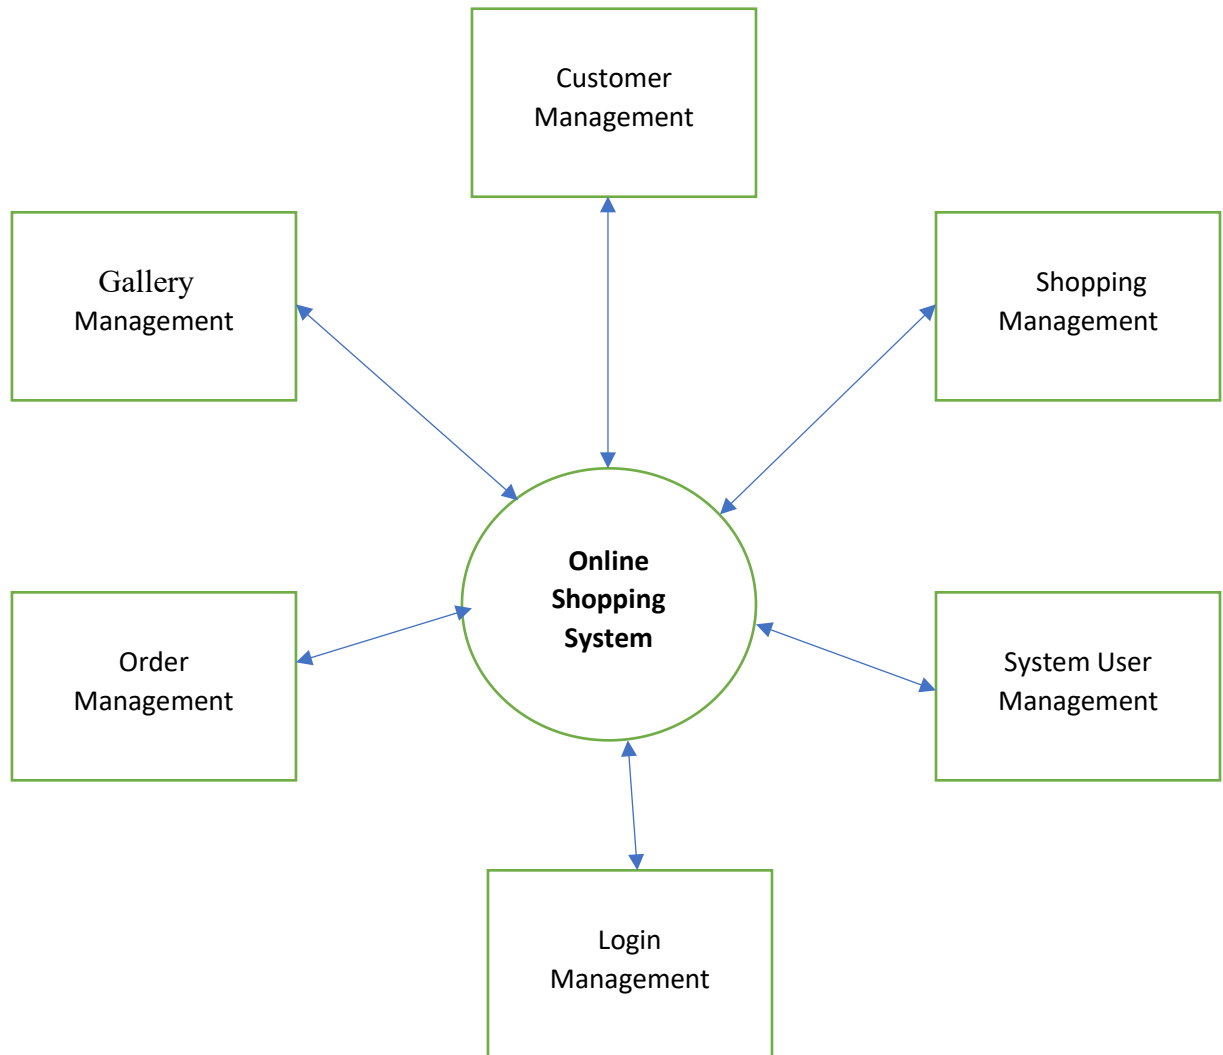 Customer
Management
Gallery
Management
Shopping
Management
Online
Shopping
System
Order
Management
System User
Management
Login
Management